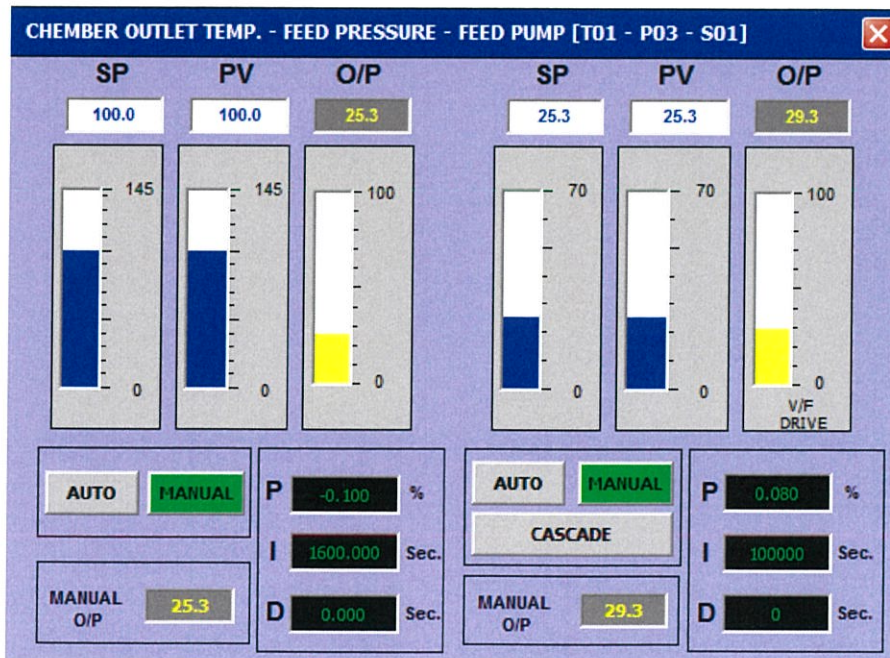 CHEMBER OUTLET TEMP. - FEED PRESSURE - FEED PUMP [T01 - P03 - S01]
SP PV O/P SP PV O/P
100.0 100.0 25.3 25.3 25.3 29.3
145 145 100 70 70 100
0 0 0 0 0 0
V/F
DRIVE
AUTO MANUAL
P -0.100 %
I 1600.000 Sec.
D 0.000 Sec.
MANUAL
O/P
25.3
AUTO MANUAL
CASCADE
P 0.080 %
I 100000 Sec.
D 0 Sec.
MANUAL
O/P
29.3